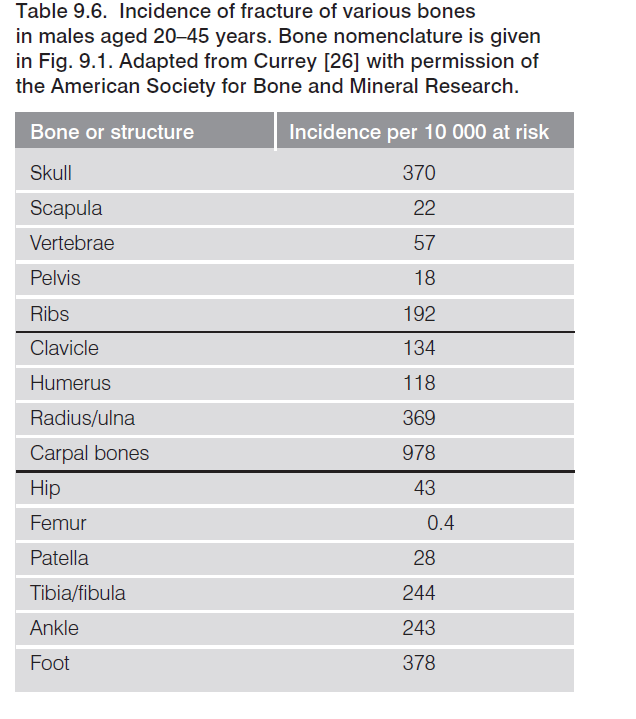 Table 9.6. Incidence of fracture of various bones
in males aged 20–45 years. Bone nomenclature is given
in Fig. 9.1. Adapted from Currey [26] with permission of
the American Society for Bone and Mineral Research.
Bone or structure Incidence per 10 000 at risk
Skull 370
Scapula 22
Vertebrae 57
Pelvis 18
Ribs 192
Clavicle 134
Humerus 118
Radius/ulna 369
Carpal bones 978
Hip 43
Femur 0.4
Patella 28
Tibia/fibula 244
Ankle 243
Foot 378